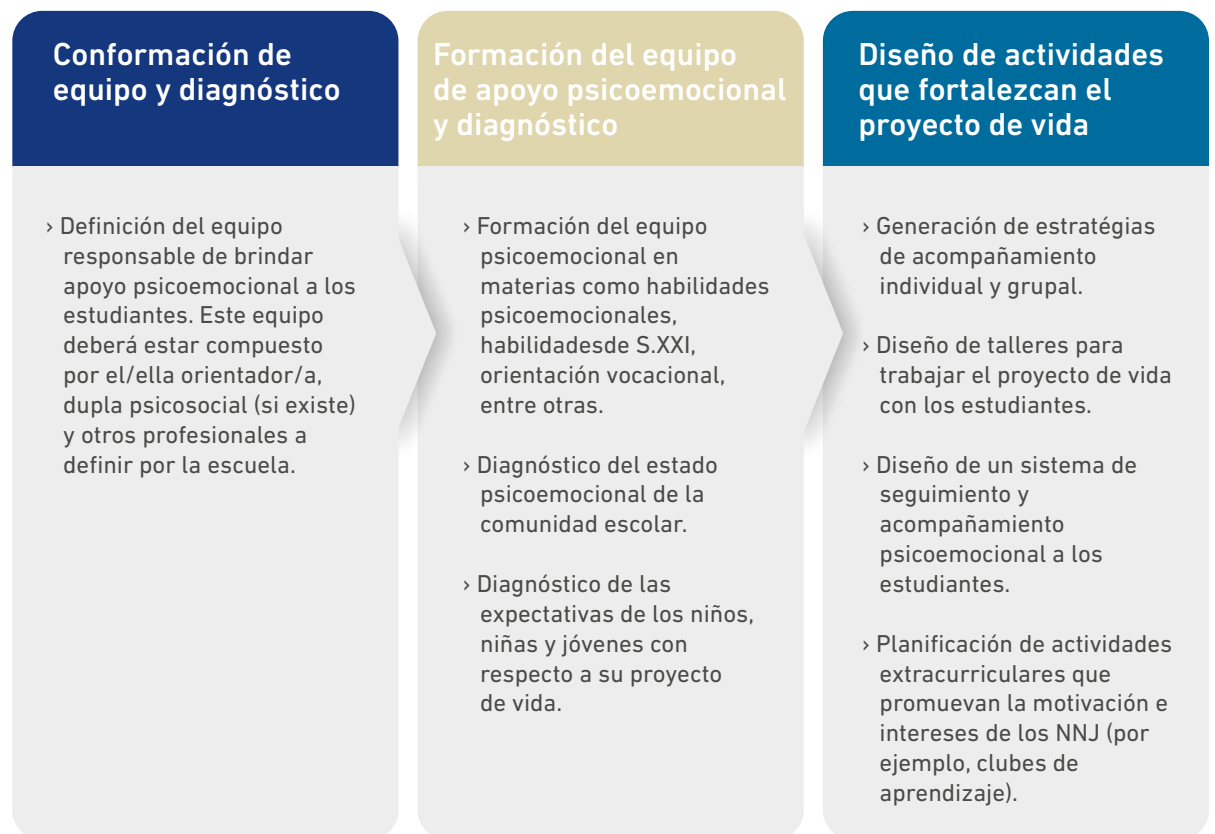 Conformación de
equipo y diagnóstico
› Definición del equipo
responsable de brindar
apoyo psicoemocional a los
estudiantes. Este equipo
deberá estar compuesto
por el/ella orientador/a,
dupla psicosocial (si existe)
y otros profesionales a
definir por la escuela.
Formación del equipo
de apoyo psicoemocional
y diagnóstico
› Formación del equipo
psicoemocional en
materias como habilidades
psicoemocionales,
habilidadesde S.XXI,
orientación vocacional,
entre otras.
› Diagnóstico del estado
psicoemocional de la
comunidad escolar.
› Diagnóstico de las
expectativas de los niños,
niñas y jóvenes con
respecto a su proyecto
de vida.
Diseño de actividades
que fortalezcan el
proyecto de vida
› Generación de estratégias
de acompañamiento
individual y grupal.
› Diseño de talleres para
trabajar el proyecto de vida
con los estudiantes.
› Diseño de un sistema de
seguimiento y
acompañamiento
psicoemocional a los
estudiantes.
› Planificación de actividades
extracurriculares que
promuevan la motivación e
intereses de los NNJ (por
ejemplo, clubes de
aprendizaje).